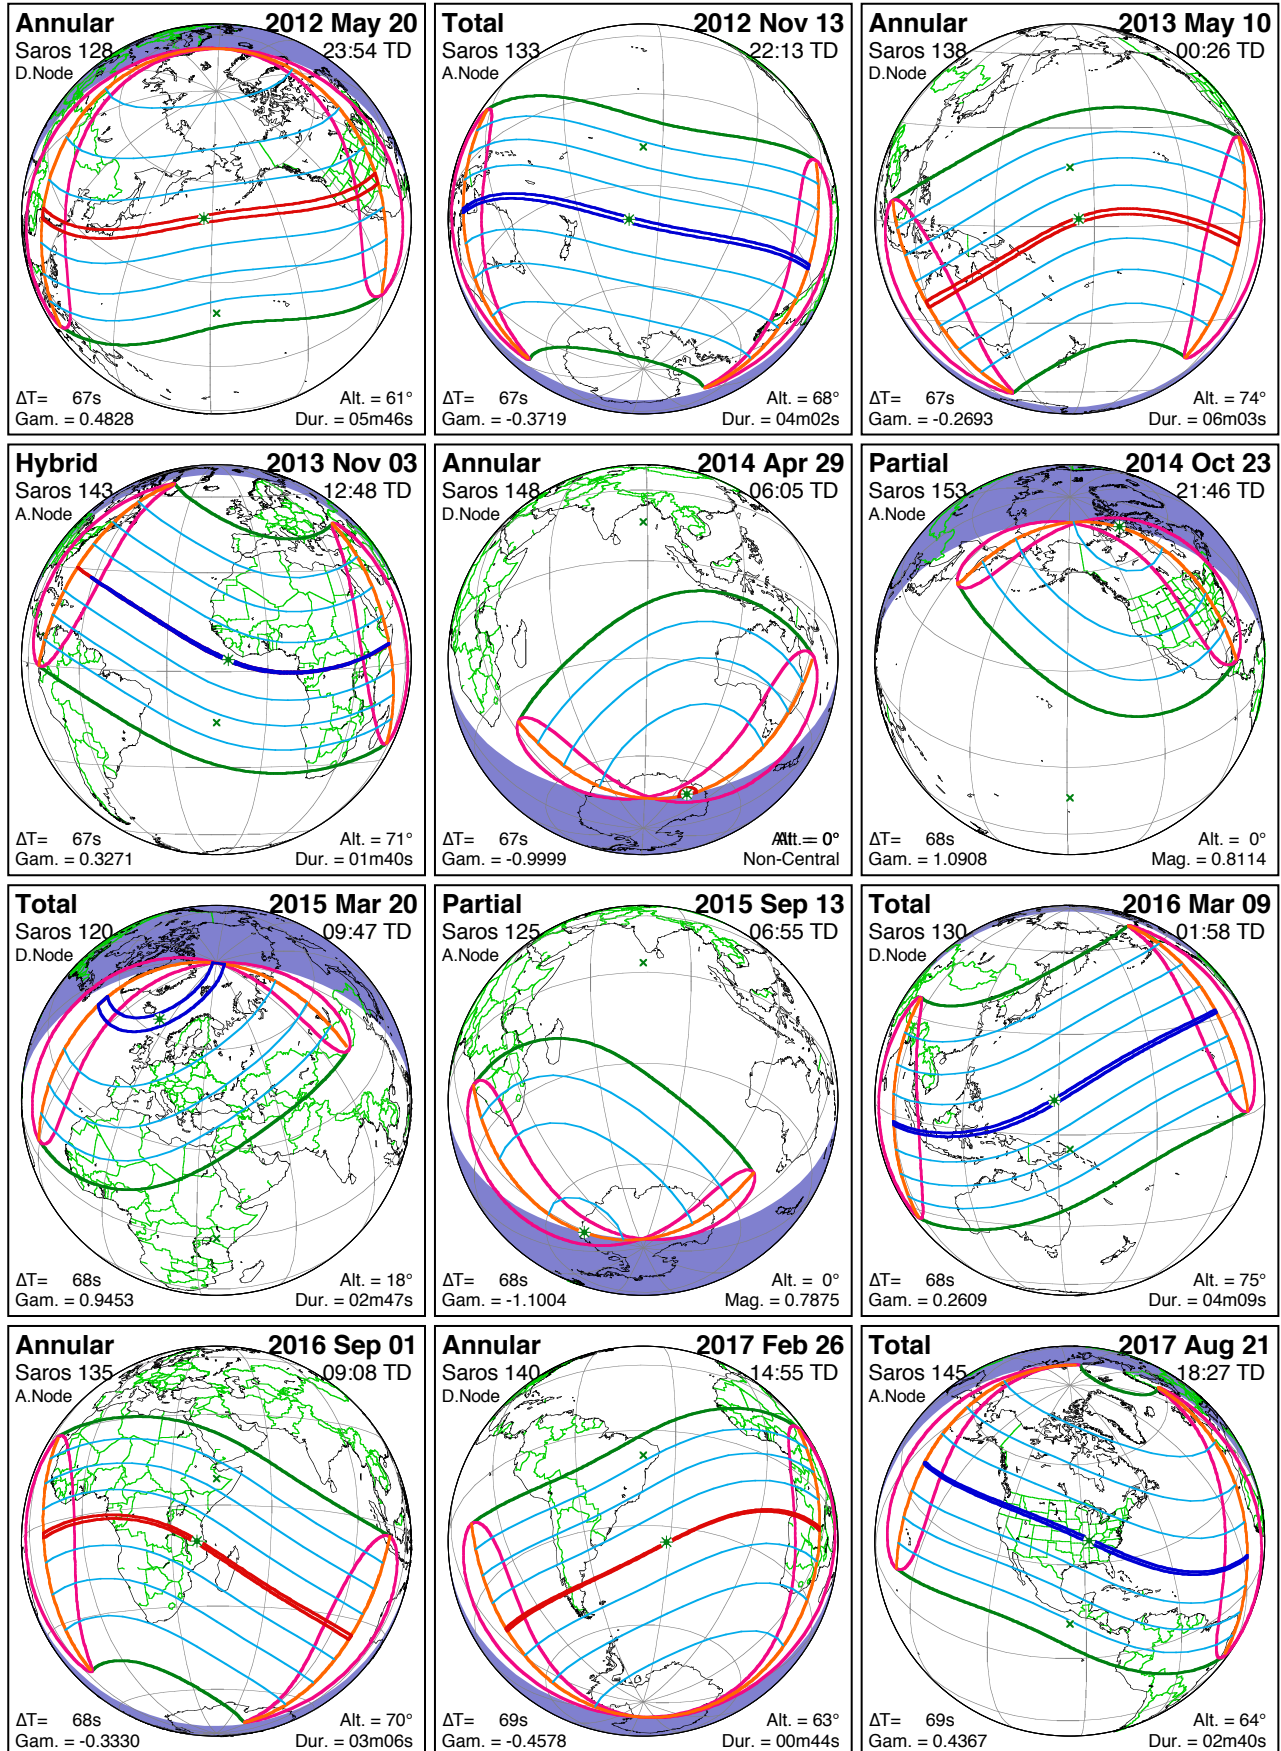 Annular 2012 May 20
Saros 128 23:54 TD
D.Node
ΔT= 67s Alt. = 61°
Gam. = 0.4828 Dur. = 05m46s
Total 2012 Nov 13
Saros 133 22:13 TD
A.Node
ΔT= 67s Alt. = 68°
Gam. = -0.3719 Dur. = 04m02s
Annular 2013 May 10
Saros 138 00:26 TD
D.Node
ΔT= 67s Alt. = 74°
Gam. = -0.2693 Dur. = 06m03s
Hybrid 2013 Nov 03
Saros 143 12:48 TD
A.Node
ΔT= 67s Alt. = 71°
Gam. = 0.3271 Dur. = 01m40s
Annular 2014 Apr 29
Saros 148 06:05 TD
D.Node
ΔT= 67s Alt. = 0°
Gam. = -0.9999 Non-Central
Partial 2014 Oct 23
Saros 153 21:46 TD
A.Node
ΔT= 68s Alt. = 0°
Gam. = 1.0908 Mag. = 0.8114
Total 2015 Mar 20
Saros 120 09:47 TD
D.Node
ΔT= 68s Alt. = 18°
Gam. = 0.9453 Dur. = 02m47s
Partial 2015 Sep 13
Saros 125 06:55 TD
A.Node
ΔT= 68s Alt. = 0°
Gam. = -1.1004 Mag. = 0.7875
Total 2016 Mar 09
Saros 130 01:58 TD
D.Node
ΔT= 68s Alt. = 75°
Gam. = 0.2609 Dur. = 04m09s
Annular 2016 Sep 01
Saros 135 09:08 TD
A.Node
ΔT= 68s Alt. = 70°
Gam. = -0.3330 Dur. = 03m06s
Annular 2017 Feb 26
Saros 140 14:55 TD
D.Node
ΔT= 69s Alt. = 63°
Gam. = -0.4578 Dur. = 00m44s
Total 2017 Aug 21
Saros 145 18:27 TD
A.Node
ΔT= 69s Alt. = 64°
Gam. = 0.4367 Dur. = 02m40s